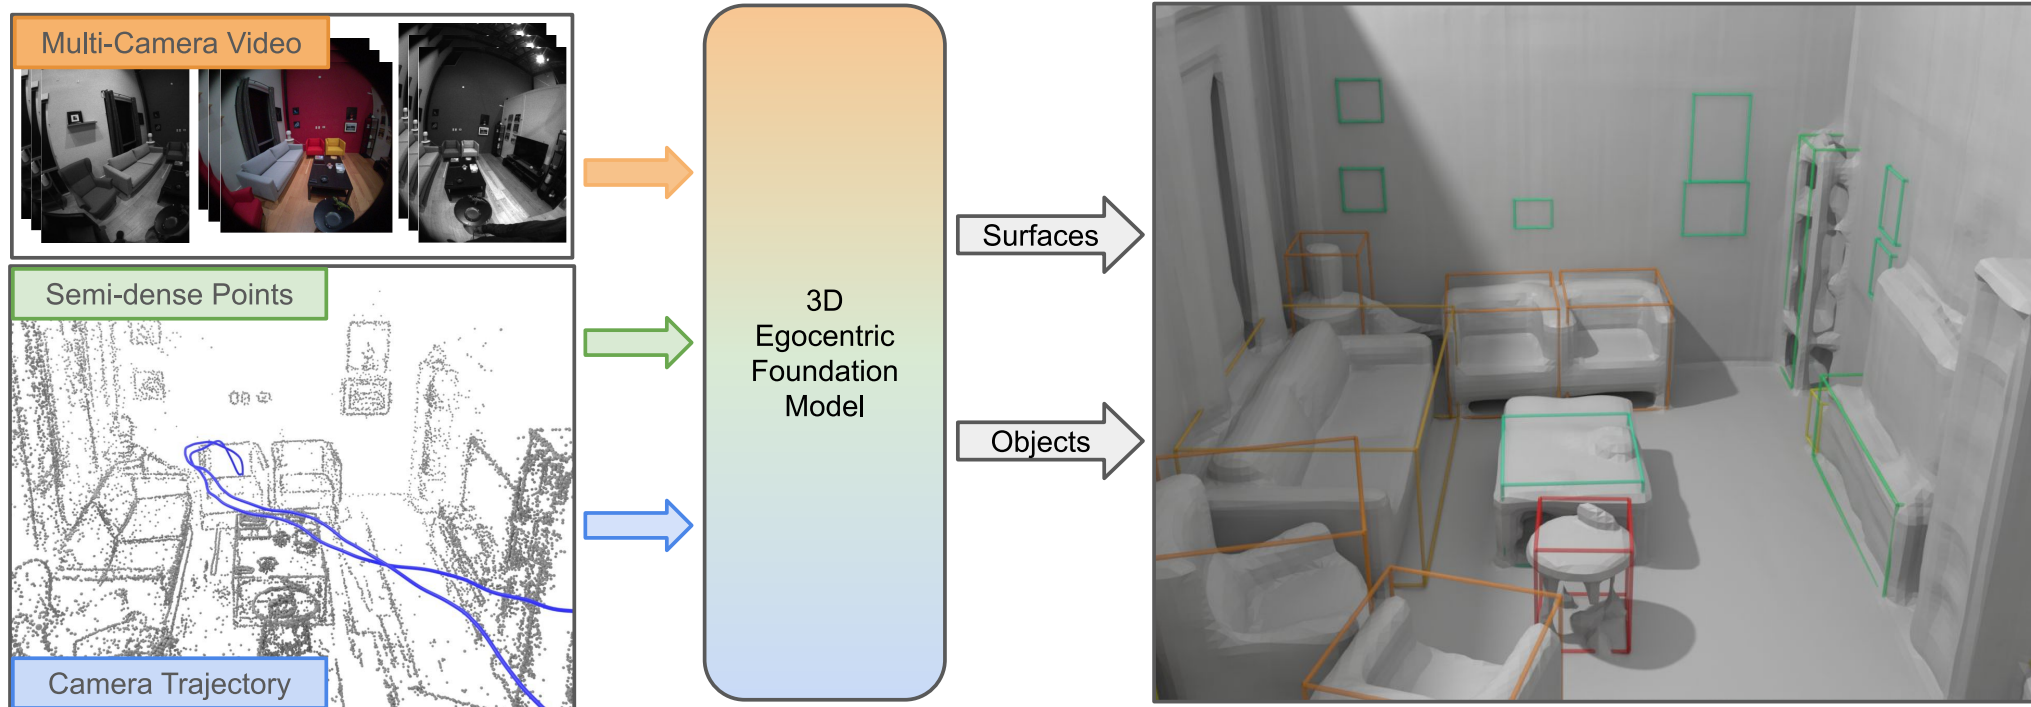 Multi-Camera Video
Semi-dense Points
Camera Trajectory
3D
Egocentric
Foundation
Model
Surfaces
Objects